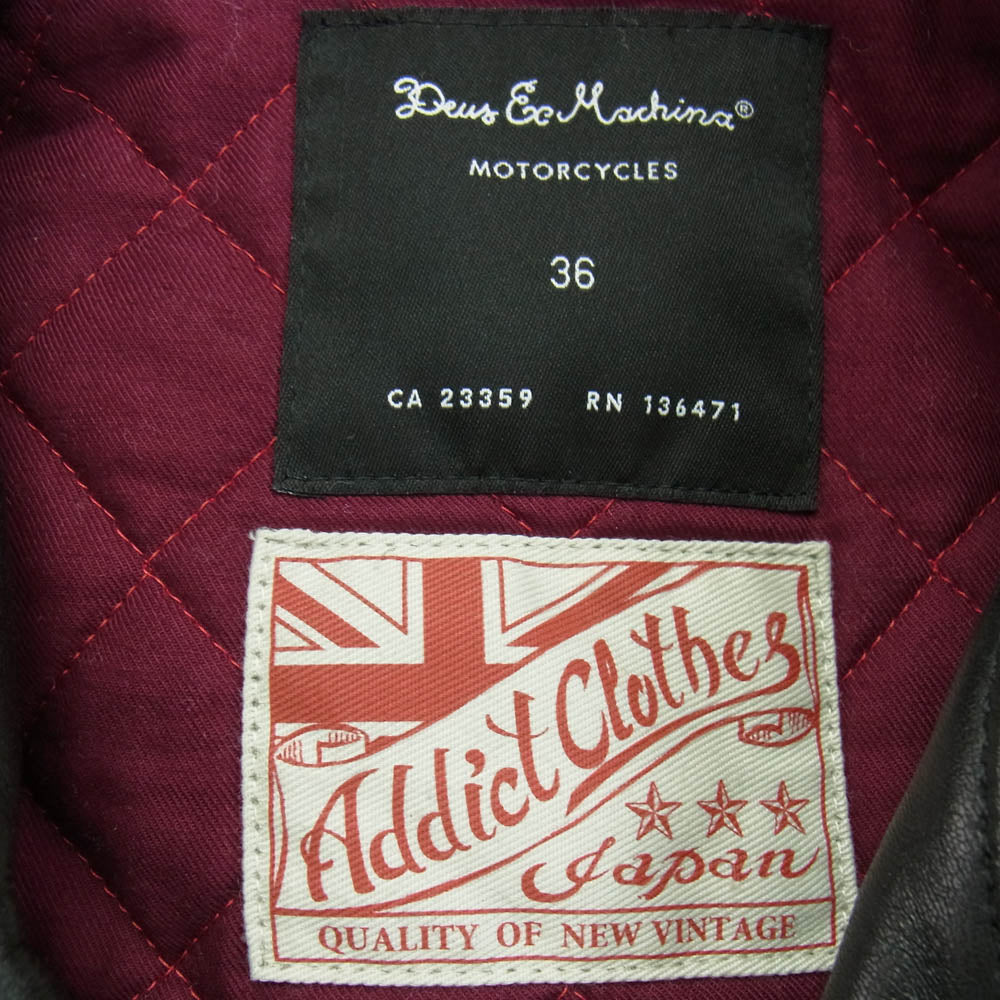 Deus Ex Machina®
MOTORCYCLES
36
CA 23359 RN 136471
Addict Clothes
Japan
QUALITY OF NEW VINTAGE